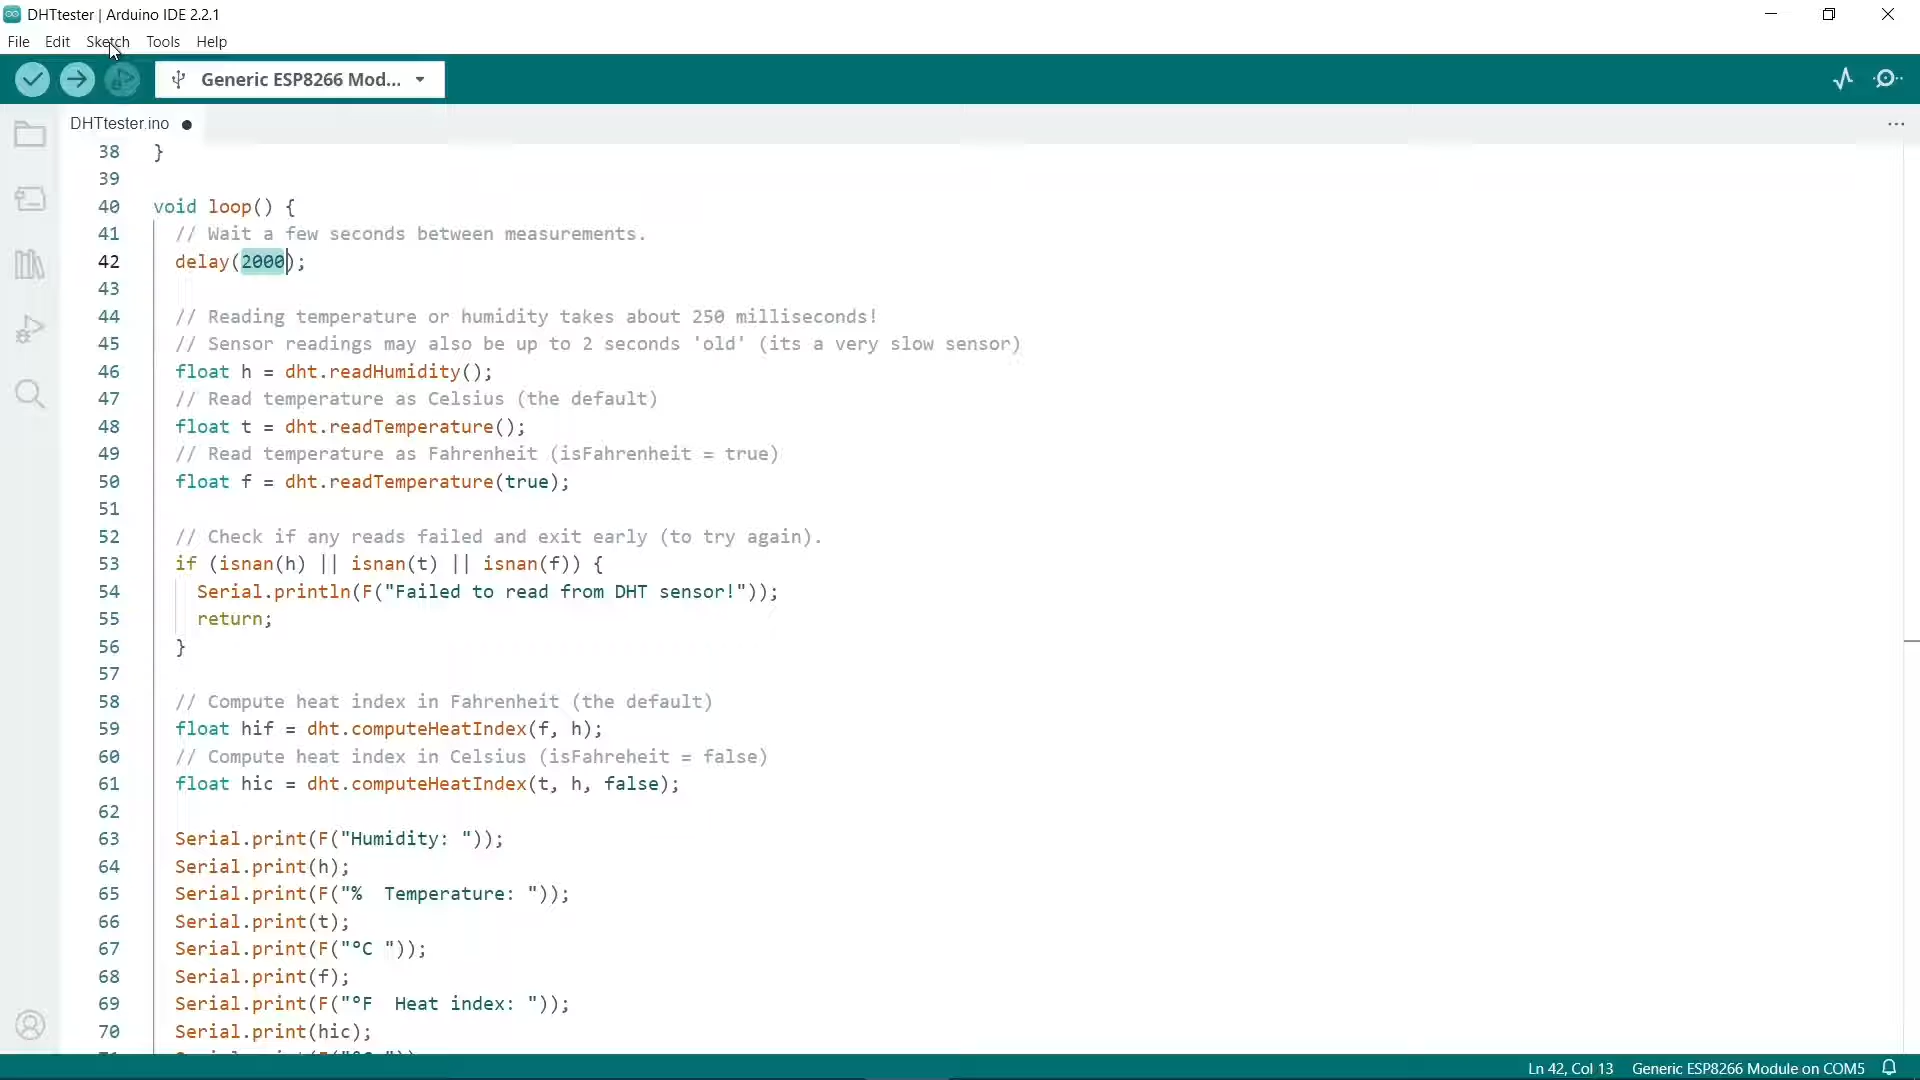 DHTtester | Arduino IDE 2.2.1
File Edit Sketch Tools Help
Generic ESP8266 Mod...
DHTtester.ino
38 }
39
40 void loop() {
41 // Wait a few seconds between measurements.
42 delay(2000);
43
44 // Reading temperature or humidity takes about 250 milliseconds!
45 // Sensor readings may also be up to 2 seconds 'old' (its a very slow sensor)
46 float h = dht.readHumidity();
47 // Read temperature as Celsius (the default)
48 float t = dht.readTemperature();
49 // Read temperature as Fahrenheit (isFahrenheit = true)
50 float f = dht.readTemperature(true);
51
52 // Check if any reads failed and exit early (to try again).
53 if (isnan(h) || isnan(t) || isnan(f)) {
54 Serial.println(F("Failed to read from DHT sensor!"));
55 return;
56 }
57
58 // Compute heat index in Fahrenheit (the default)
59 float hif = dht.computeHeatIndex(f, h);
60 // Compute heat index in Celsius (isFahreheit = false)
61 float hic = dht.computeHeatIndex(t, h, false);
62
63 Serial.print(F("Humidity: "));
64 Serial.print(h);
65 Serial.print(F("%  Temperature: "));
66 Serial.print(t);
67 Serial.print(F("°C "));
68 Serial.print(f);
69 Serial.print(F("°F  Heat index: "));
70 Serial.print(hic);
Ln 42, Col 13 Generic ESP8266 Module on COM5